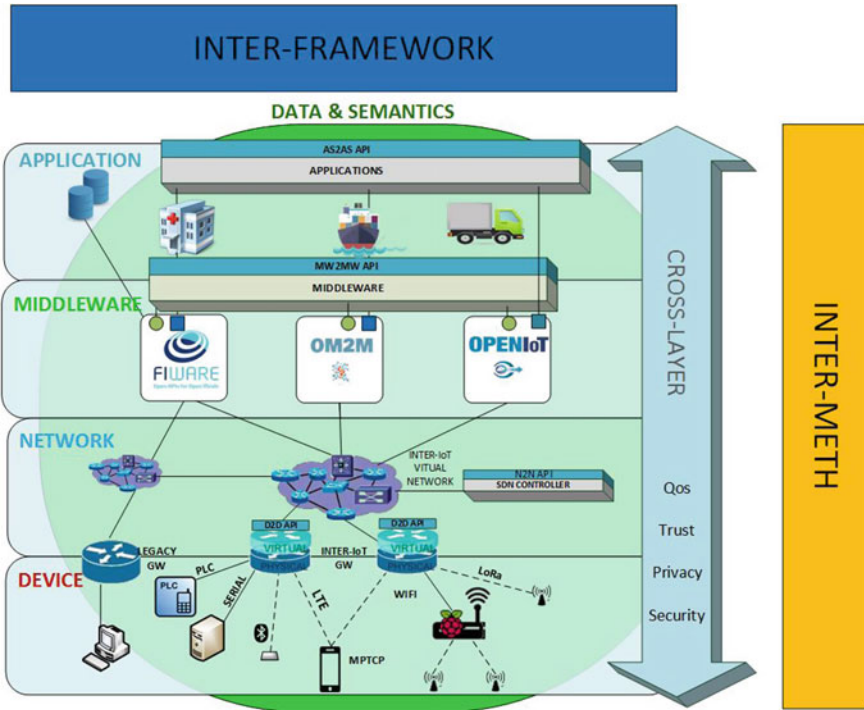 INTER-FRAMEWORK
DATA & SEMANTICS
APPLICATION
AS2AS API
APPLICATIONS
MW2MW API
MIDDLEWARE
MIDDLEWARE
FIWARE
OM2M
OPENIoT
NETWORK
INTER-IoT
VITUAL
NETWORK
N2N API
SDN CONTROLLER
D2D API
D2D API
VIRTUAL
VIRTUAL
PHYSICAL
PHYSICAL
LEGACY
GW
INTER-IoT
GW
DEVICE
PLC
PLC
SERIAL
LTE
WIFI
LoRa
MPTCP
CROSS-LAYER
Qos
Trust
Privacy
Security
INTER-METH